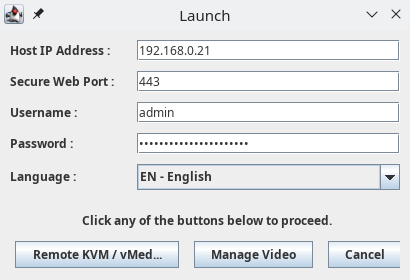 Launch
Host IP Address : 192.168.0.21
Secure Web Port : 443
Username : admin
Password : ••••••••••••••••••••••
Language : EN - English
Click any of the buttons below to proceed.
Remote KVM / vMed... Manage Video Cancel